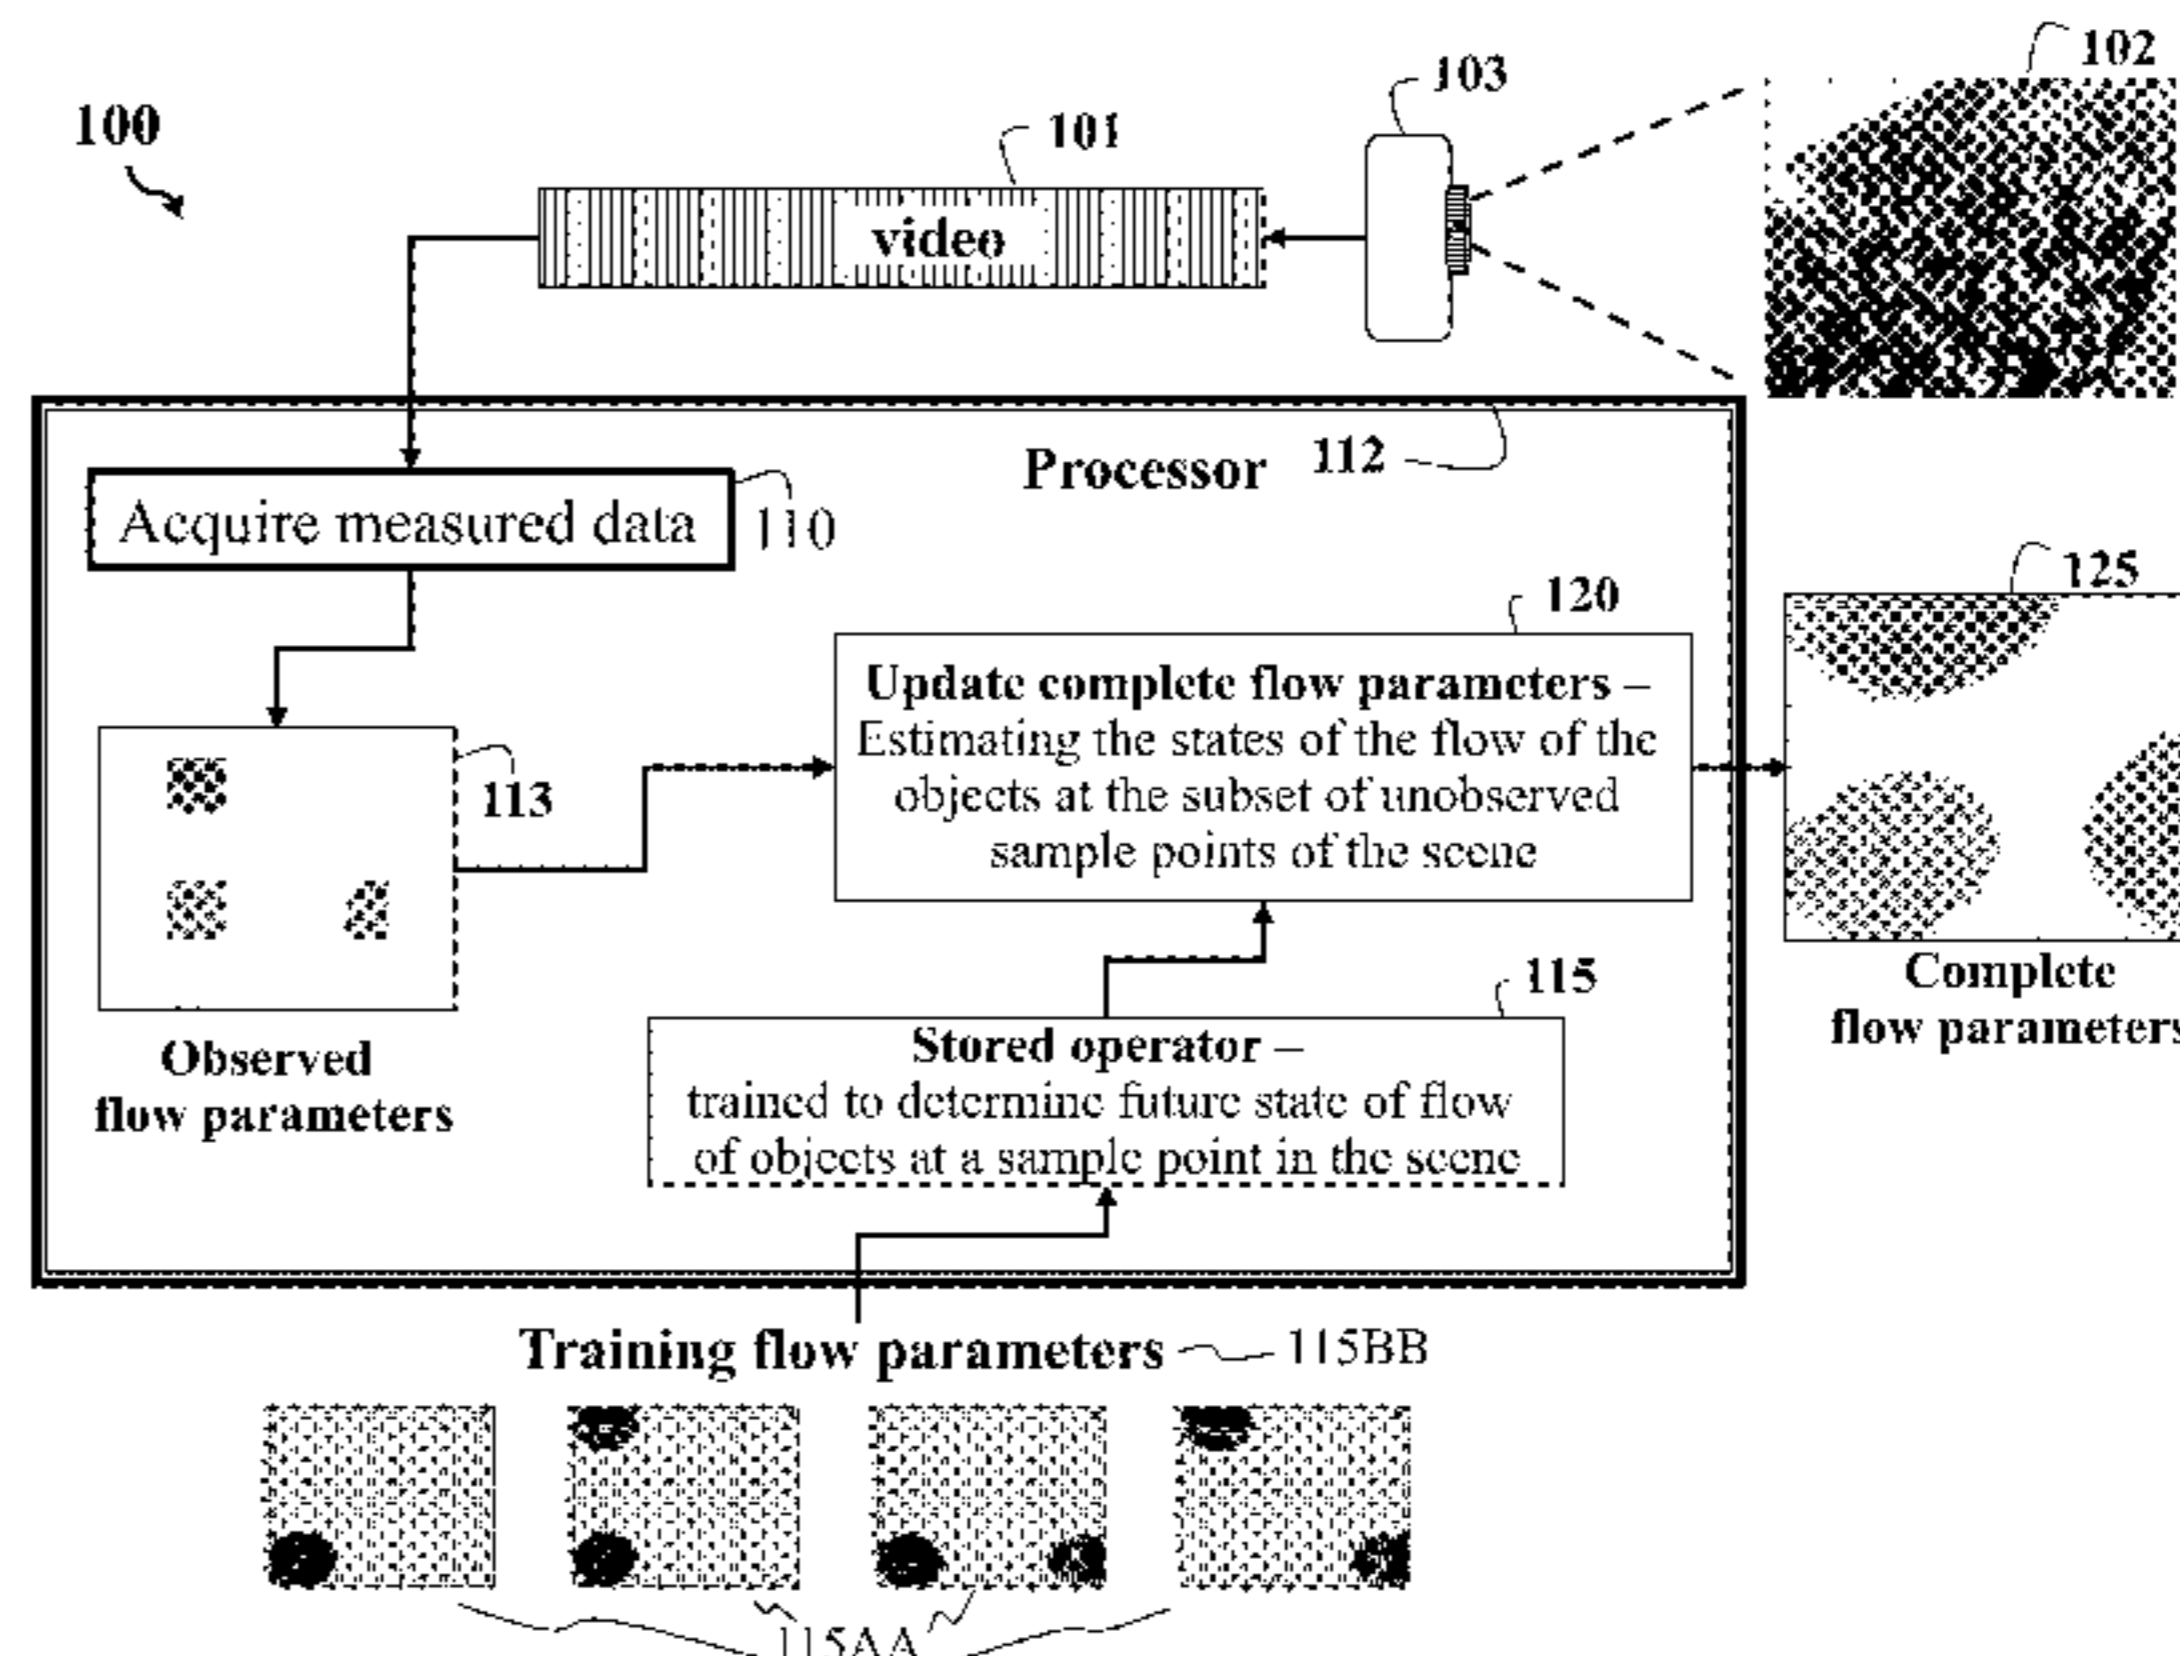 102
103
100
101
video
Processor
112
Acquire measured data
110
125
120
Update complete flow parameters –
Estimating the states of the flow of the
objects at the subset of unobserved
sample points of the scene
113
Complete
flow parameters
115
Stored operator –
trained to determine future state of flow
of objects at a sample point in the scene
Observed
flow parameters
Training flow parameters
115BB
115AA